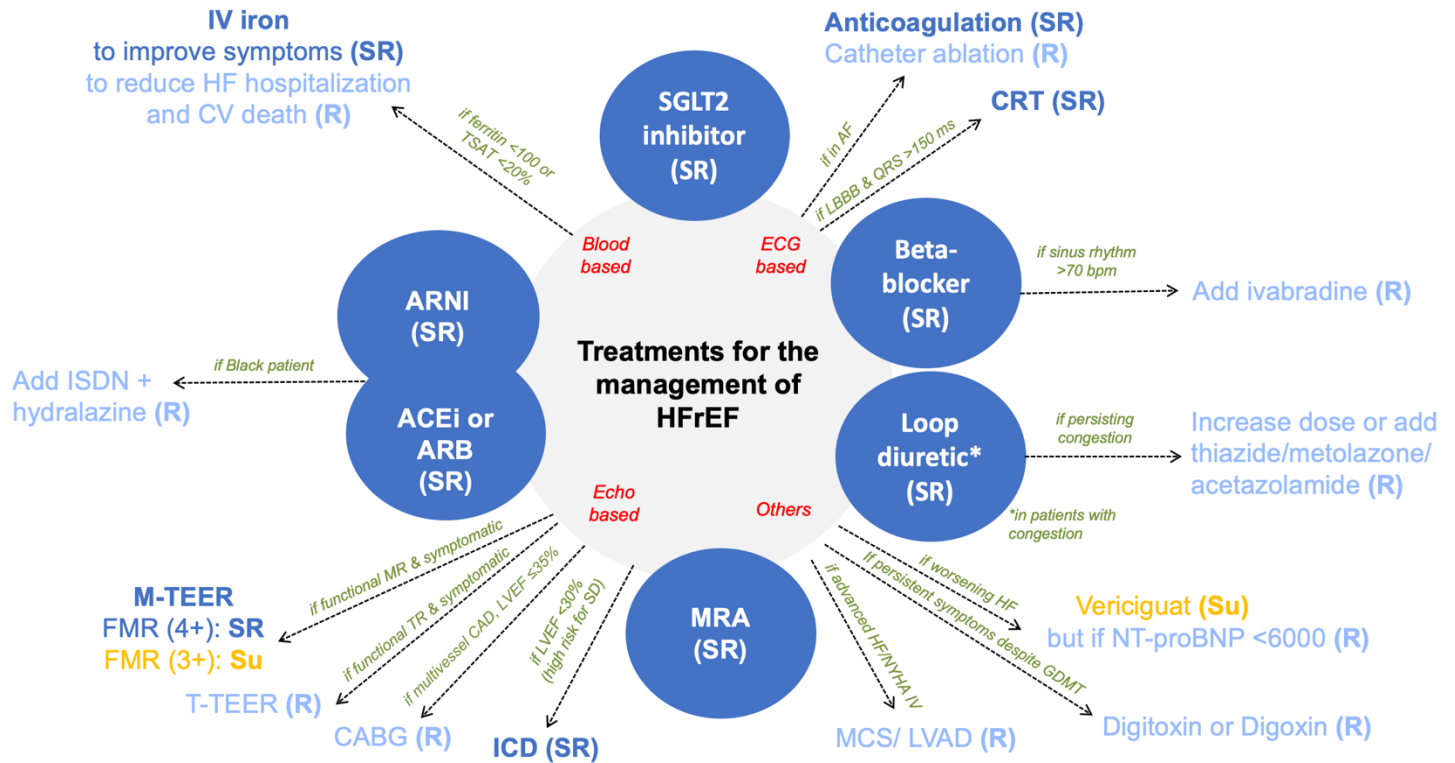 IV iron
to improve symptoms (SR)
to reduce HF hospitalization
and CV death (R)
if ferritin <100 or
TSAT <20%
SGLT2
inhibitor
(SR)
Anticoagulation (SR)
Catheter ablation (R)
if in AF
CRT (SR)
if LBBB & QRS >150 ms
Blood
based
ECG
based
Beta-
blocker
(SR)
if sinus rhythm
>70 bpm
Add ivabradine (R)
ARNI
(SR)
if Black patient
Add ISDN +
hydralazine (R)
ACEi or
ARB
(SR)
Treatments for the
management of
HFrEF
Loop
diuretic*
(SR)
if persisting
congestion
Increase dose or add
thiazide/metolazone/
acetazolamide (R)
*in patients with
congestion
Echo
based
Others
if functional MR & symptomatic
M-TEER
FMR (4+): SR
FMR (3+): Su
if functional TR & symptomatic
T-TEER (R)
if multivessel CAD, LVEF ≤35%
CABG (R)
if LVEF <30%
(high risk for SD)
ICD (SR)
MRA
(SR)
if advanced HF/NYHA IV
MCS/ LVAD (R)
If persistent symptoms despite GDMT
Digitoxin or Digoxin (R)
if worsening HF
Vericiguat (Su)
but if NT-proBNP <6000 (R)